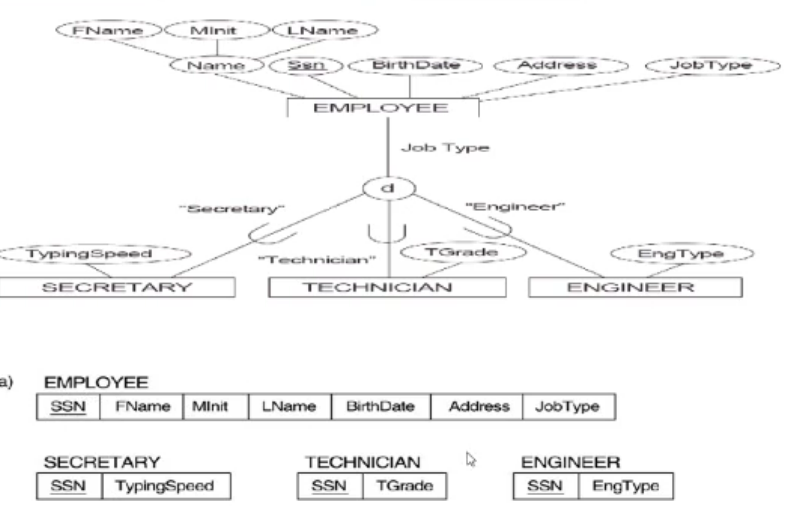 FName MInit LName
Name Ssn BirthDate Address JobType
EMPLOYEE
Job Type
d
"Secretary" "Engineer"
TypingSpeed "Technician" TGrade EngType
SECRETARY TECHNICIAN ENGINEER
a) EMPLOYEE
SSN FName MInit LName BirthDate Address JobType
SECRETARY TECHNICIAN ENGINEER
SSN TypingSpeed SSN TGrade SSN EngType